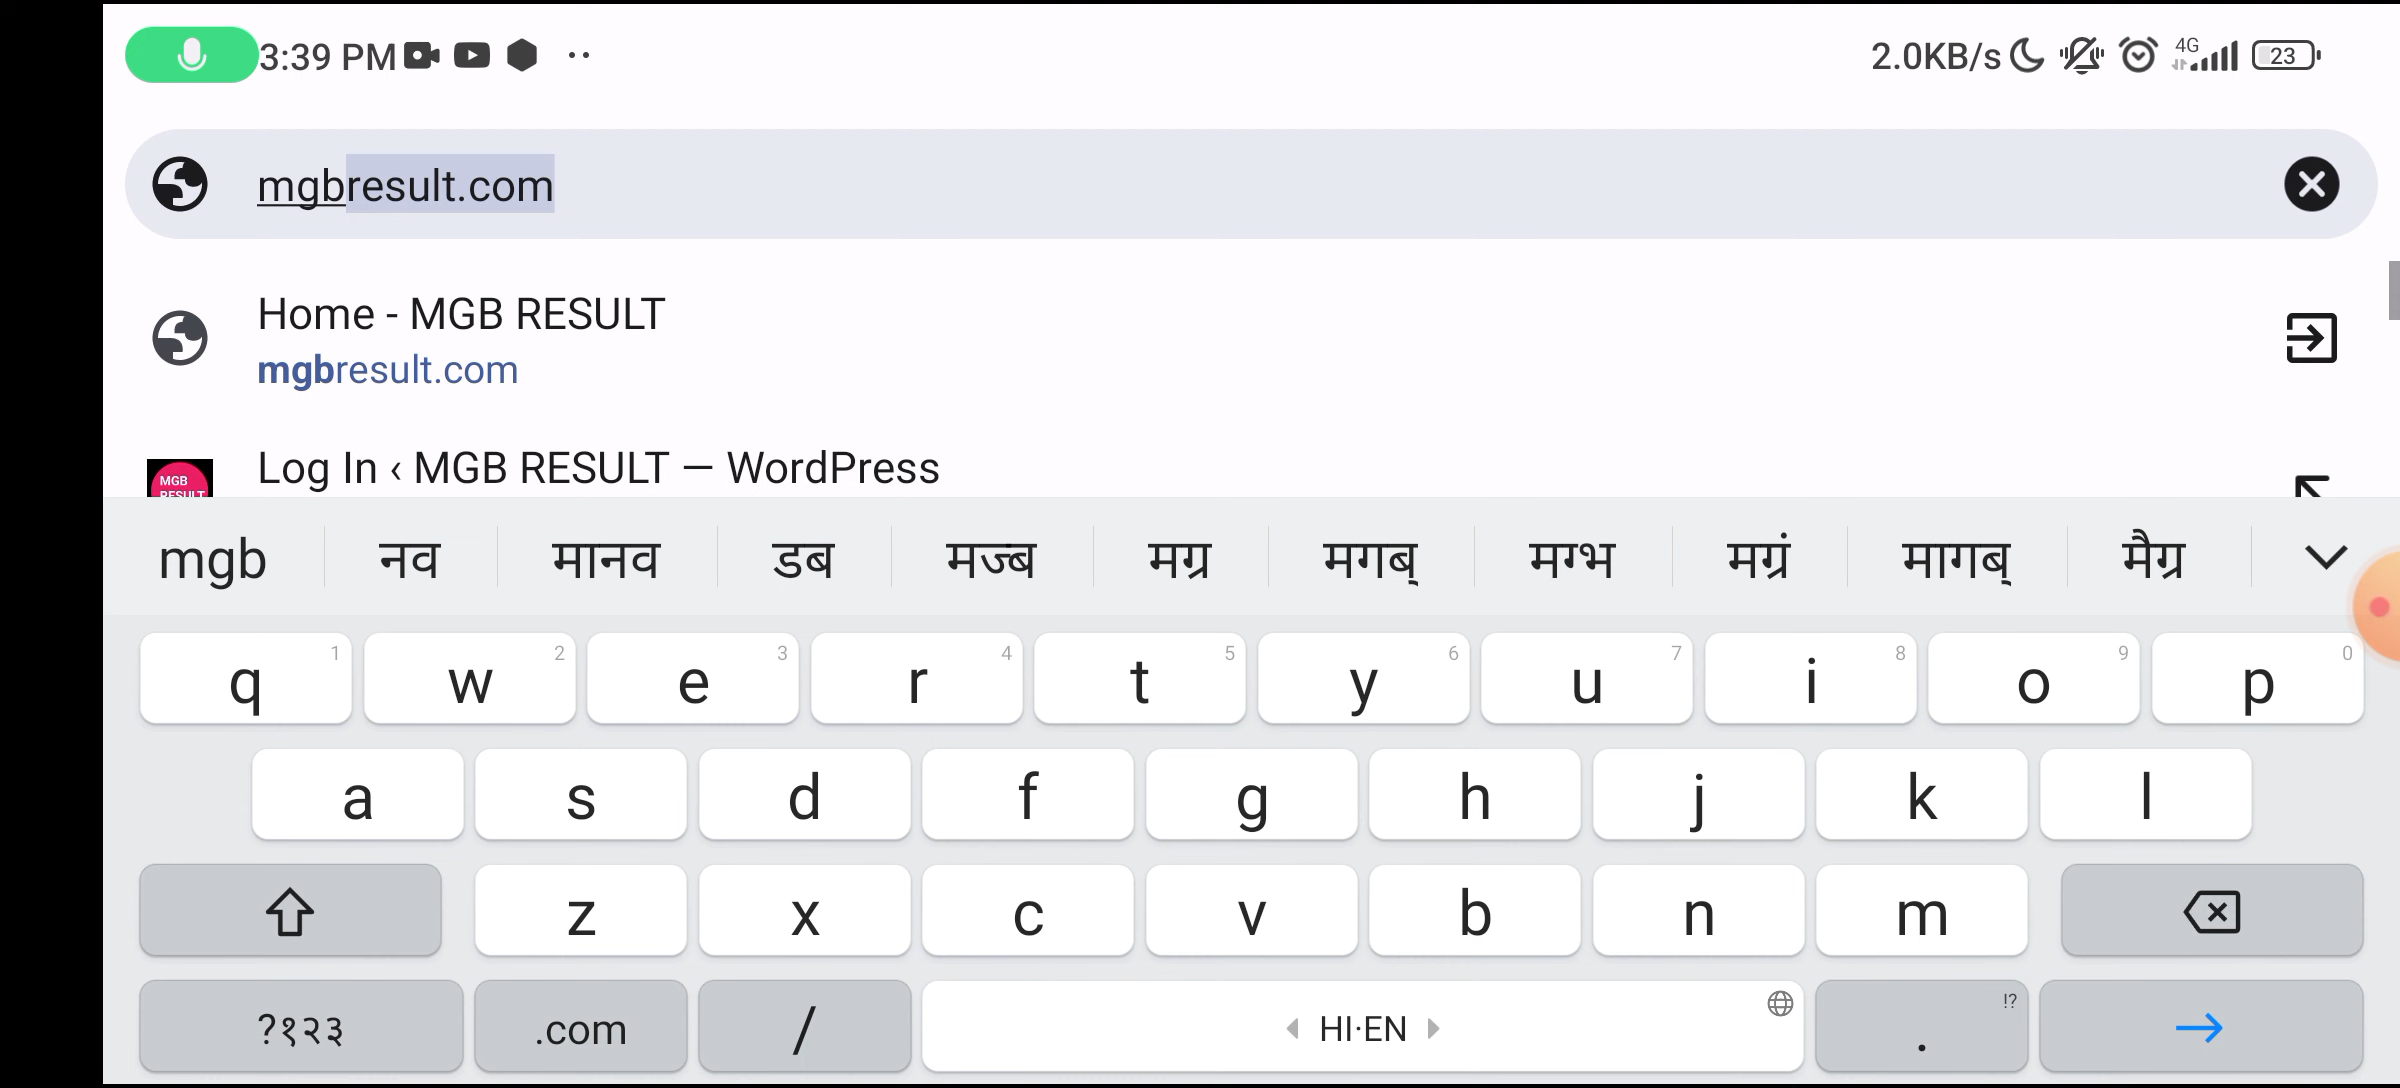 3:39 PM
2.0KB/s 4G 23
mgbresult.com
Home - MGB RESULT
mgbresult.com
Log In ‹ MGB RESULT — WordPress
MGB
RESULT
mgb नव मानव डब मज्ब मग्र मगब् मग्भ मग्रं मागब् मैग्र
q 1 w 2 e 3 r 4 t 5 y 6 u 7 i 8 o 9 p 0
a s d f g h j k l
z x c v b n m
?१२३ .com / HI·EN . !?